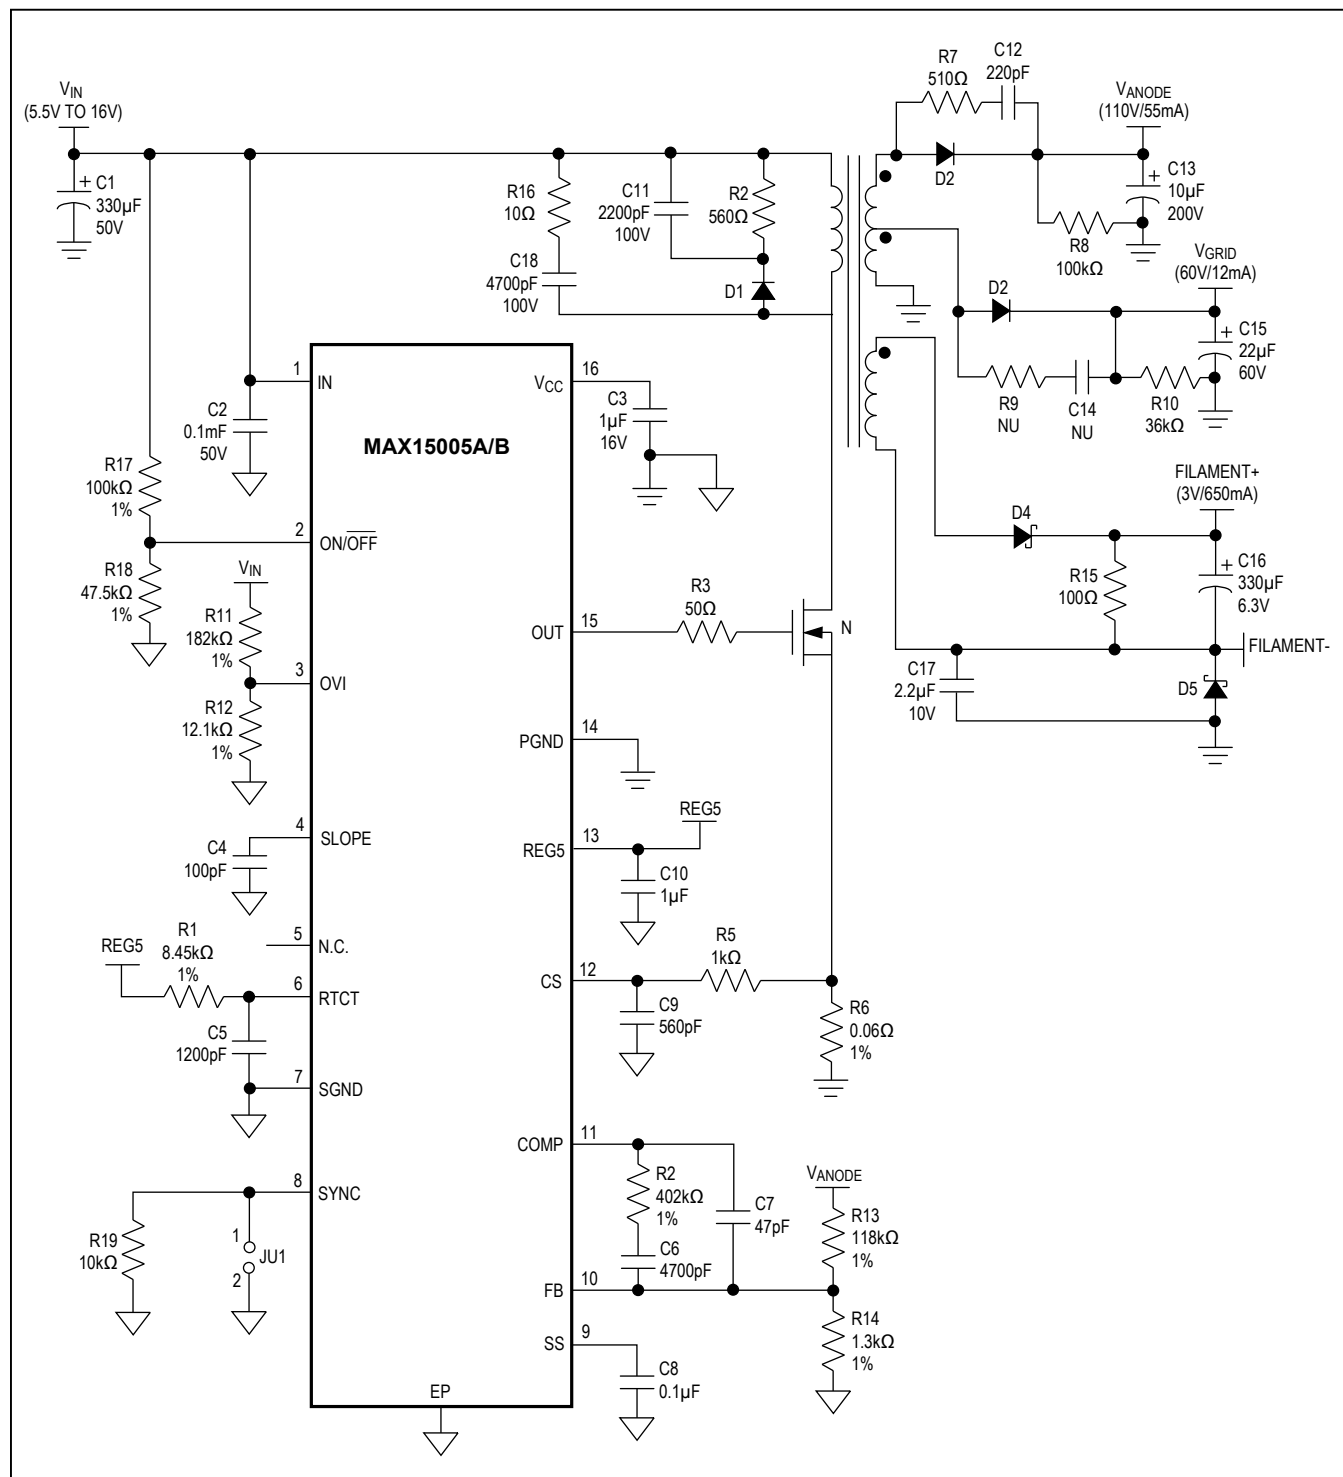 VIN
(5.5V TO 16V)
C1
330µF
50V
R16
10Ω
C18
4700pF
100V
C11
2200pF
100V
R2
560Ω
D1
R7
510Ω
C12
220pF
D2
VANODE
(110V/55mA)
C13
10µF
200V
R8
100kΩ
VGRID
(60V/12mA)
D2
C15
22µF
60V
R9
NU
C14
NU
R10
36kΩ
FILAMENT+
(3V/650mA)
D4
R15
100Ω
C16
330µF
6.3V
FILAMENT-
C17
2.2µF
10V
D5
MAX15005A/B
1
IN
C2
0.1mF
50V
R17
100kΩ
1%
2
ON/OFF
R18
47.5kΩ
1%
VIN
R11
182kΩ
1%
3
OVI
R12
12.1kΩ
1%
4
SLOPE
C4
100pF
5
N.C.
REG5
R1
8.45kΩ
1%
6
RTCT
C5
1200pF
7
SGND
8
SYNC
R19
10kΩ
1
2
JU1
EP
16
VCC
C3
1µF
16V
15
OUT
R3
50Ω
N
14
PGND
13
REG5
REG5
C10
1µF
12
CS
R5
1kΩ
C9
560pF
R6
0.06Ω
1%
11
COMP
R2
402kΩ
1%
C6
4700pF
C7
47pF
VANODE
R13
118kΩ
1%
10
FB
R14
1.3kΩ
1%
9
SS
C8
0.1µF